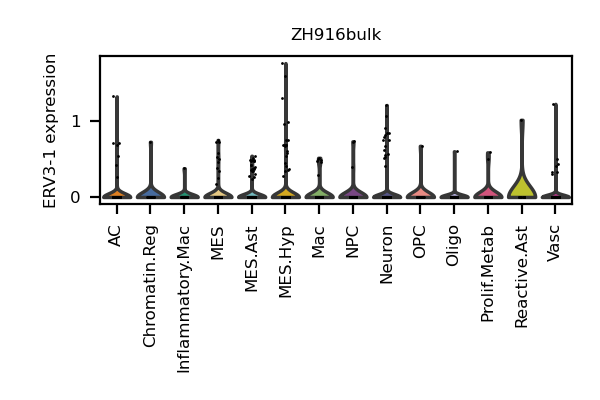 ZH916bulk
ERV3-1 expression
1
0
AC
Chromatin.Reg
Inflammatory.Mac
MES
MES.Ast
MES.Hyp
Mac
NPC
Neuron
OPC
Oligo
Prolif.Metab
Reactive.Ast
Vasc